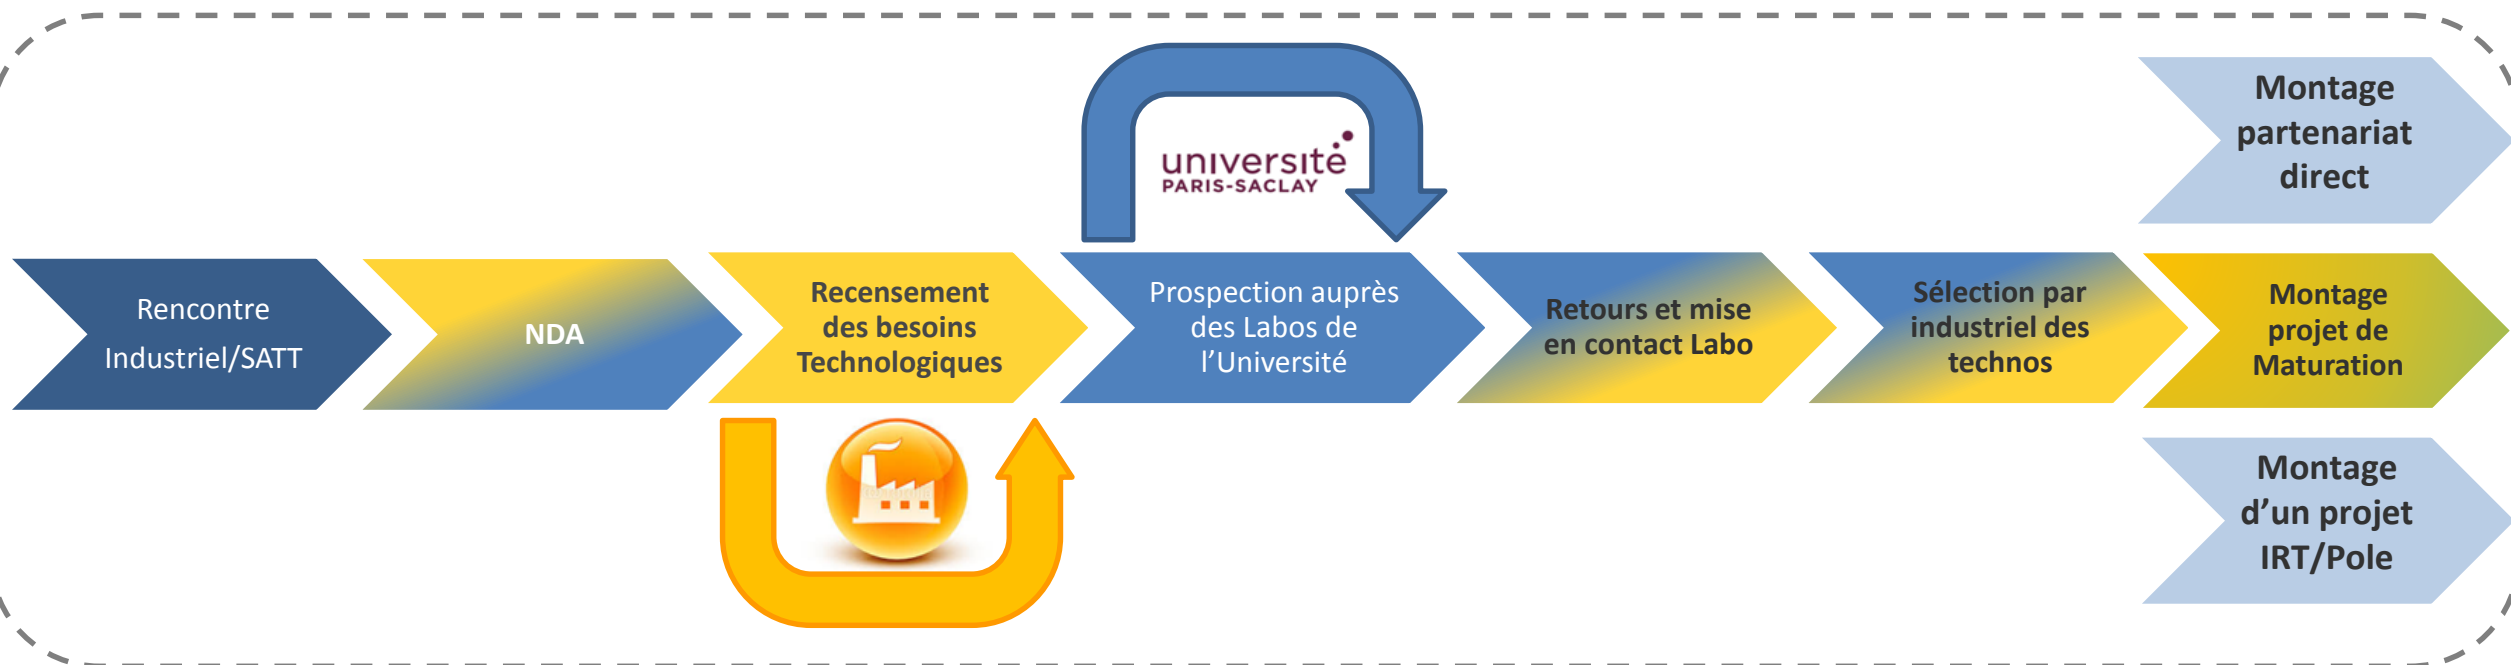 Rencontre
Industriel/SATT
NDA
Recensement
des besoins
Technologiques
université
PARIS-SACLAY
Prospection auprès
des Labos de
l’Université
Retours et mise
en contact Labo
Sélection par
industriel des
technos
Montage
partenariat
direct
Montage
projet de
Maturation
Montage
d’un projet
IRT/Pole